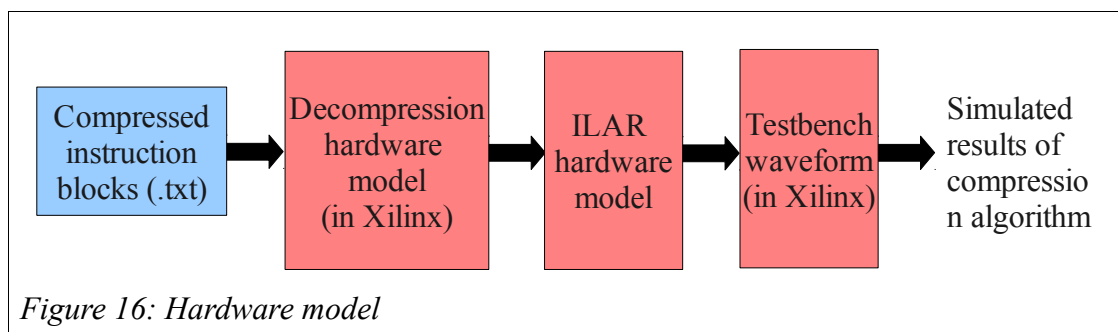 Compressed
instruction
blocks (.txt)
Decompression
hardware
model
(in Xilinx)
ILAR
hardware
model
Testbench
waveform
(in Xilinx)
Simulated
results of
compressio
n algorithm
Figure 16: Hardware model